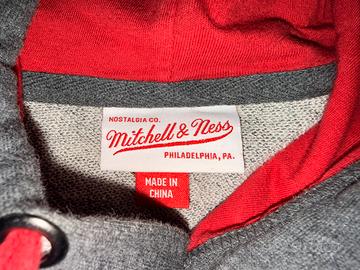 NOSTALGIA CO.
Mitchell & Ness
PHILADELPHIA, PA.
MADE IN
CHINA